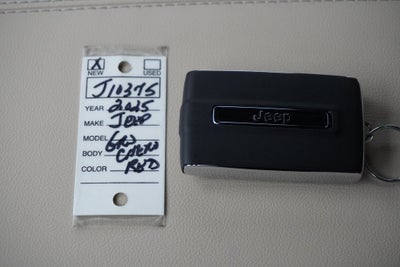 X
NEW USED
J10375
YEAR 2025
MAKE JEEP
MODEL GRD
BODY CHERO
COLOR RED
Jeep